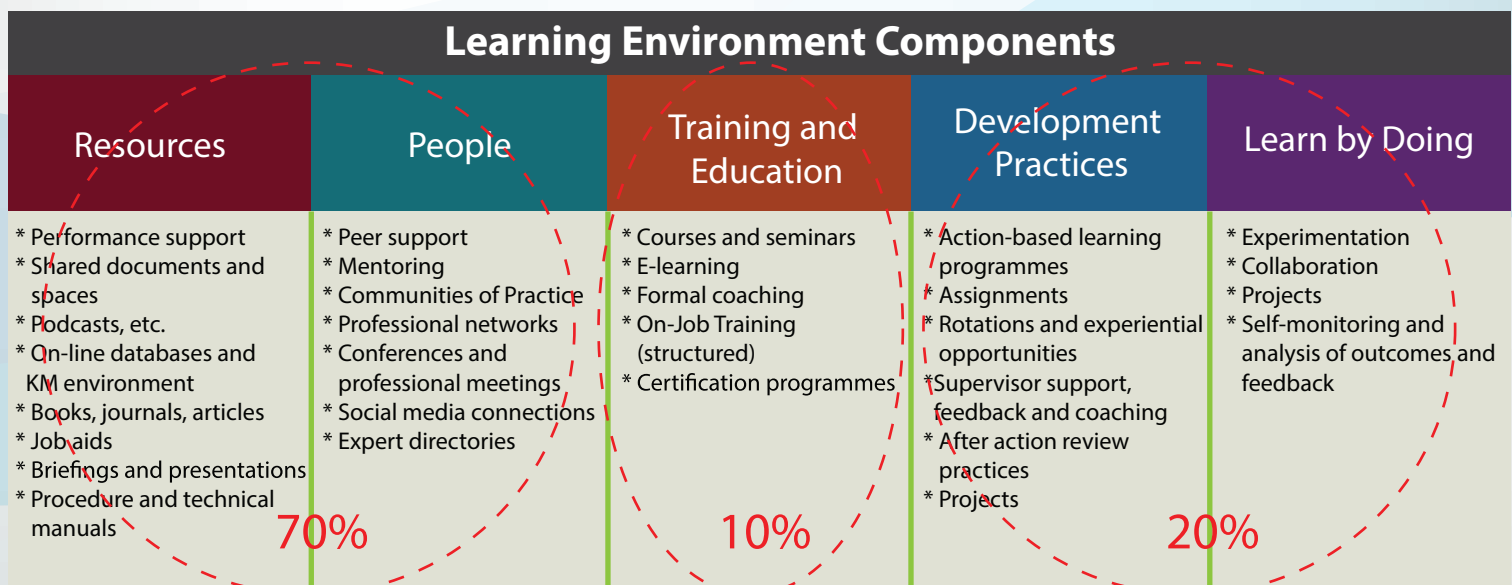 Learning Environment Components
Resources
* Performance support
* Shared documents and
spaces
* Podcasts, etc.
* On-line databases and
KM environment
* Books, journals, articles
* Job aids
* Briefings and presentations
* Procedure and technical
manuals
People
* Peer support
* Mentoring
* Communities of Practice
* Professional networks
* Conferences and
professional meetings
* Social media connections
* Expert directories
70%
Training and
Education
* Courses and seminars
* E-learning
* Formal coaching
* On-Job Training
(structured)
* Certification programmes
10%
Development
Practices
* Action-based learning
programmes
* Assignments
* Rotations and experiential
opportunities
*Supervisor support,
feedback and coaching
* After action review
practices
* Projects
Learn by Doing
* Experimentation
* Collaboration
* Projects
* Self-monitoring and
analysis of outcomes and
feedback
20%